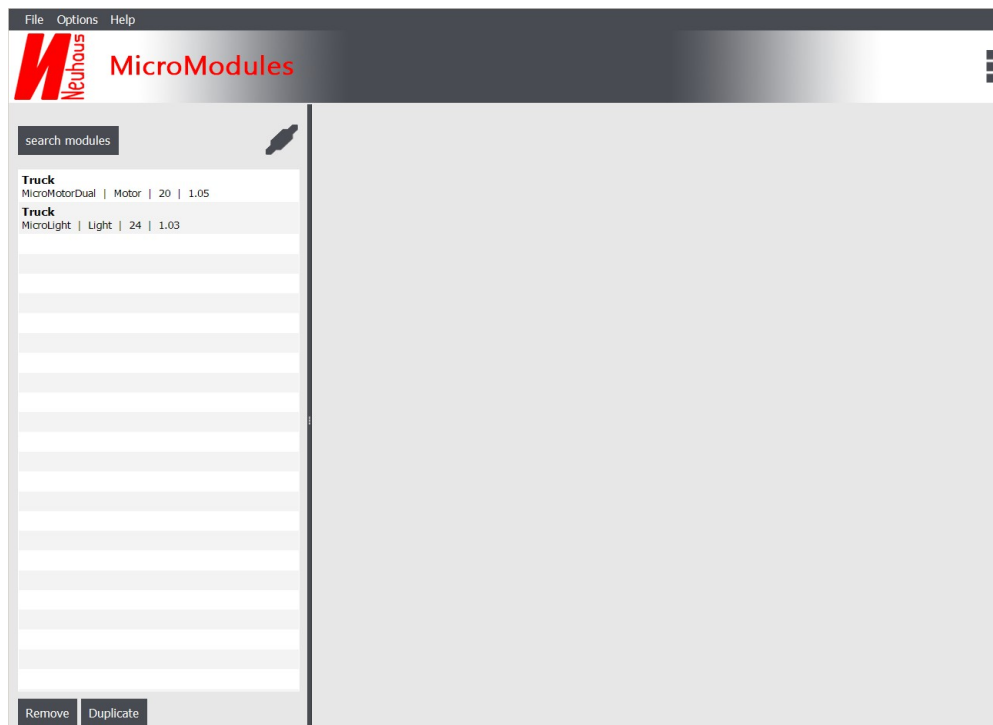 File Options Help
Neuhaus
MicroModules
search modules
Truck
MicroMotorDual | Motor | 20 | 1.05
Truck
MicroLight | Light | 24 | 1.03
Remove Duplicate